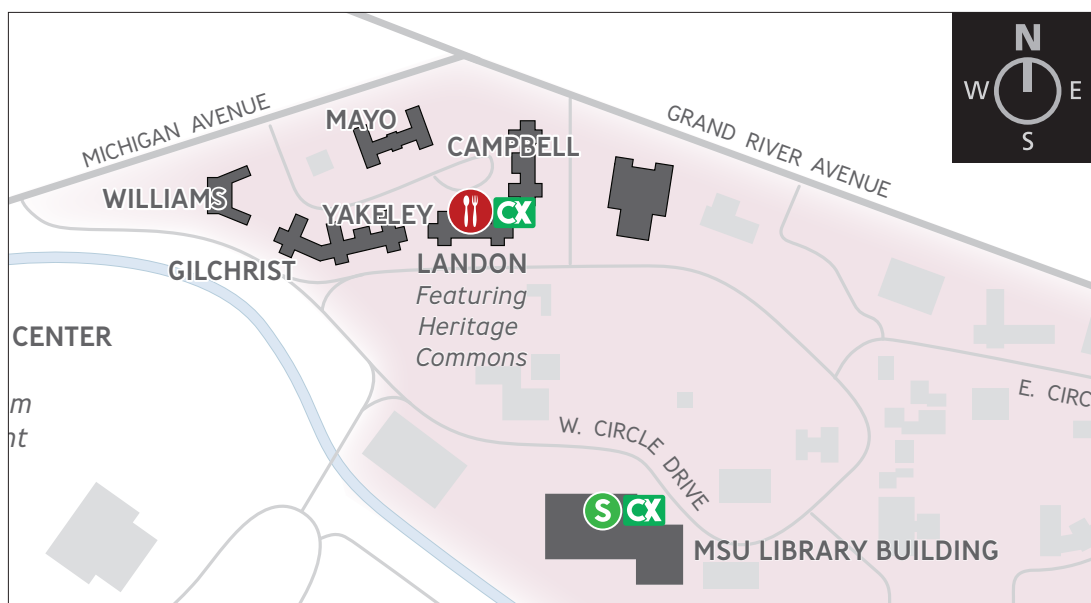 N
W E
S
MICHIGAN AVENUE
GRAND RIVER AVENUE
MAYO
CAMPBELL
WILLIAMS
YAKELEY
CX
GILCHRIST
LANDON
Featuring
Heritage
Commons
CENTER
m
nt
E. CIRC
W. CIRCLE DRIVE
S CX
MSU LIBRARY BUILDING